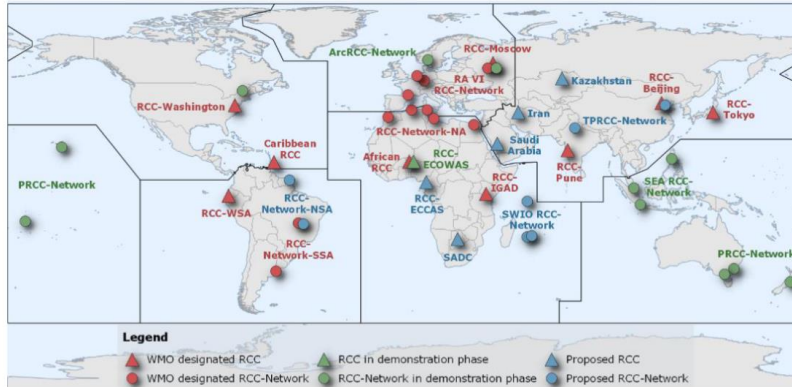 ArcRCC-Network
RCC-Moscow
RA VI
RCC-Network
Kazakhstan
RCC-
Beijing
RCC-Washington
Iran
TPRCC-Network
RCC-
Tokyo
RCC-Network-NA
Saudi
Arabia
Caribbean
RCC
African
RCC
RCC-
ECOWAS
RCC-
Pune
PRCC-Network
RCC-
IGAD
SEA RCC-
Network
RCC-WSA
RCC-
Network-NSA
RCC-
ECCAS
SWIO RCC-
Network
RCC-
Network-SSA
SADC
PRCC-Network
Legend
WMO designated RCC
RCC in demonstration phase
Proposed RCC
WMO designated RCC-Network
RCC-Network in demonstration phase
Proposed RCC-Network